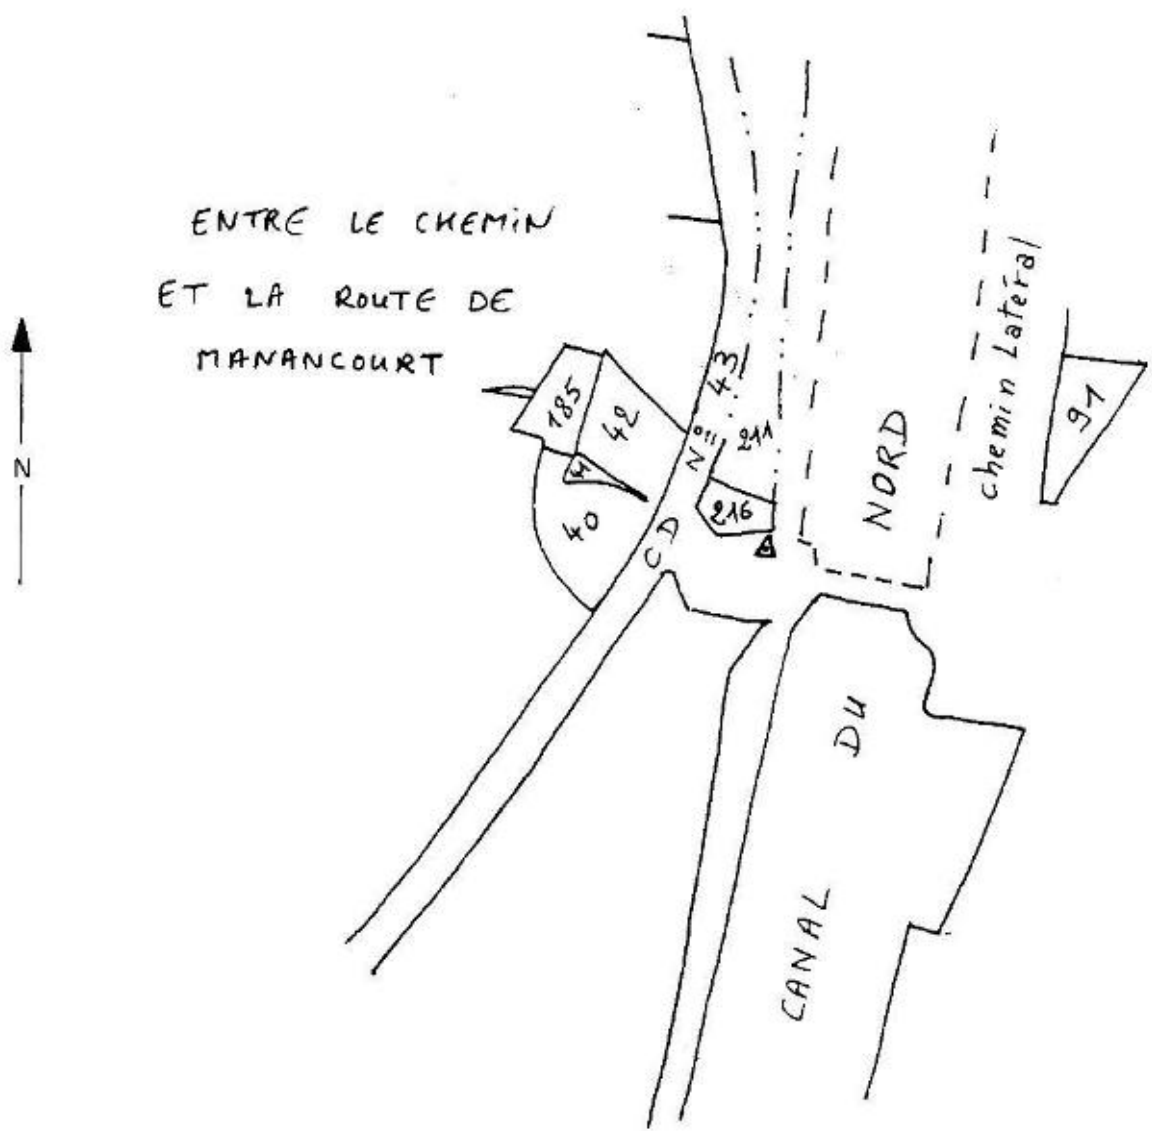 ENTRE LE CHEMIN
ET LA ROUTE DE
MANANCOURT
N
185
42
40
CD N° 43
211
216
NORD
chemin Latéral
91
DU
CANAL